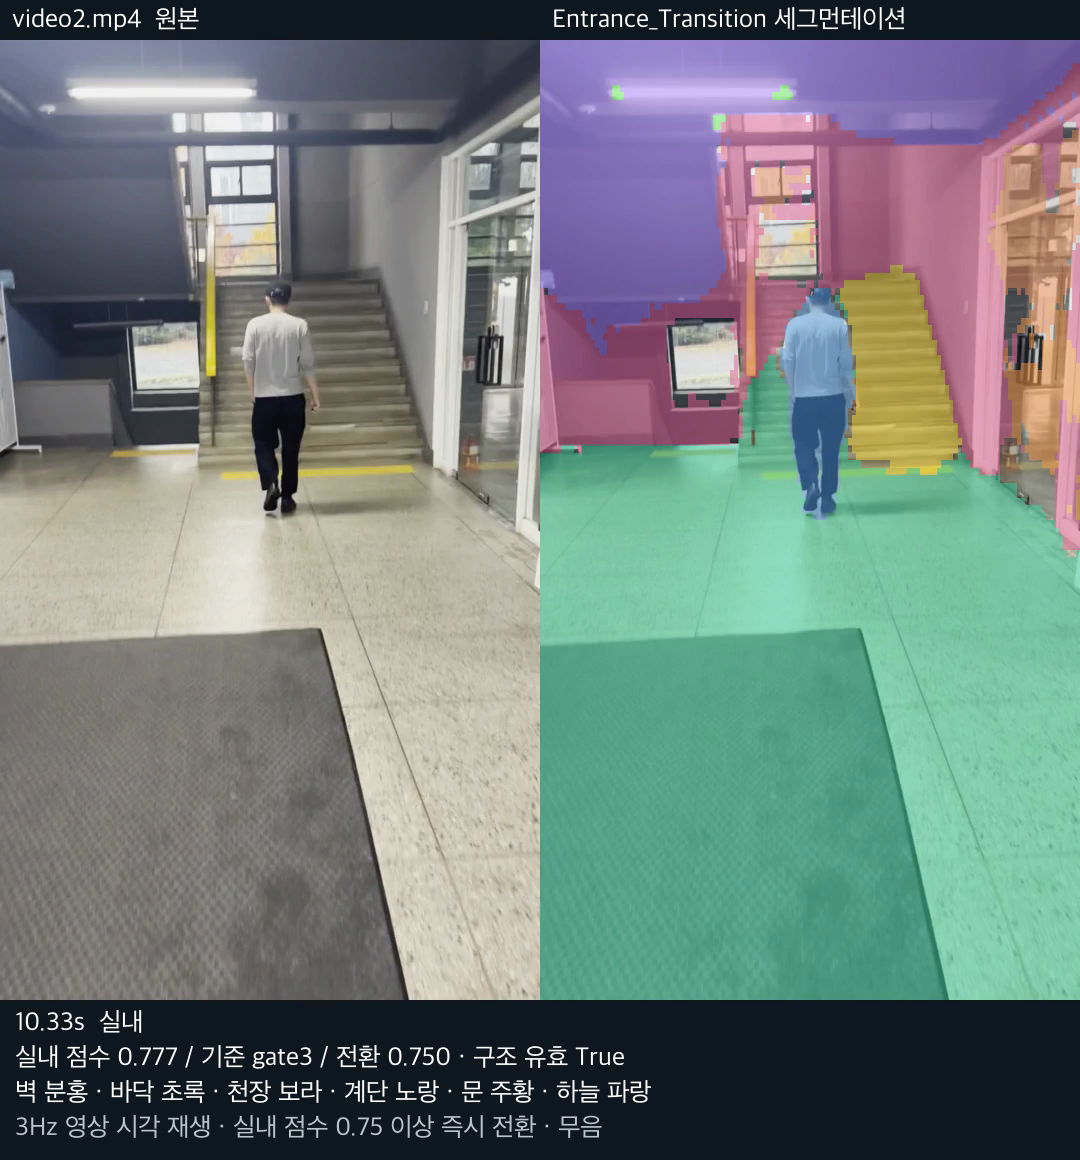 video2.mp4 원본
Entrance_Transition 세그먼테이션
10.33s 실내
실내 점수 0.777 / 기준 gate3 / 전환 0.750 · 구조 유효 True
벽 분홍 · 바닥 초록 · 천장 보라 · 계단 노랑 · 문 주황 · 하늘 파랑
3Hz 영상 시각 재생 · 실내 점수 0.75 이상 즉시 전환 · 무음